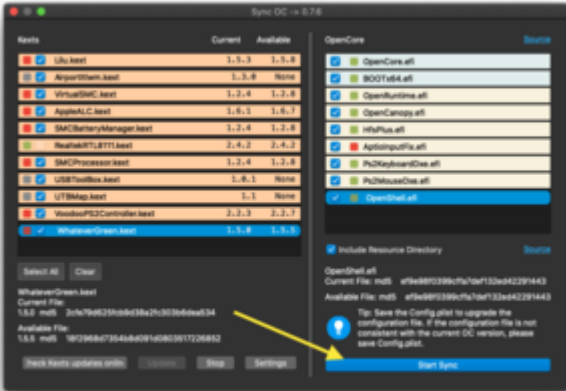 Sync OC -> 0.7.6
Kexts Current Available
Lilu.kext 1.5.3 1.5.8
AirportItlwm.kext 1.3.0 None
VirtualSMC.kext 1.2.4 1.2.8
AppleALC.kext 1.6.1 1.6.7
SMCBatteryManager.kext 1.2.4 1.2.8
RealtekRTL8111.kext 2.4.2 2.4.2
SMCProcessor.kext 1.2.4 1.2.8
USBToolBox.kext None
UTBMap.kext 1.1 None
VoodooPS2Controller.kext 2.2.3 2.2.7
WhateverGreen.kext 1.5.0 1.5.5
Select All Clear
WhateverGreen.kext
Current File:
1.5.0 md5
Available File:
1.5.5 md5
Update Stop Settings
OpenCore Source
OpenCore.efi
BOOTx64.efi
OpenRuntime.efi
OpenCanopy.efi
HfsPlus.efi
AptioInputFix.efi
Ps2KeyboardDxe.efi
Ps2MouseDxe.efi
OpenShell.efi
Include Resource Directory Source
OpenShell.efi
Current File: md5
Available File: md5
Tip: Save the Config.plist to upgrade the
configuration file. If the configuration file is not
consistent with the current OC version, please
save Config.plist.
Start Sync